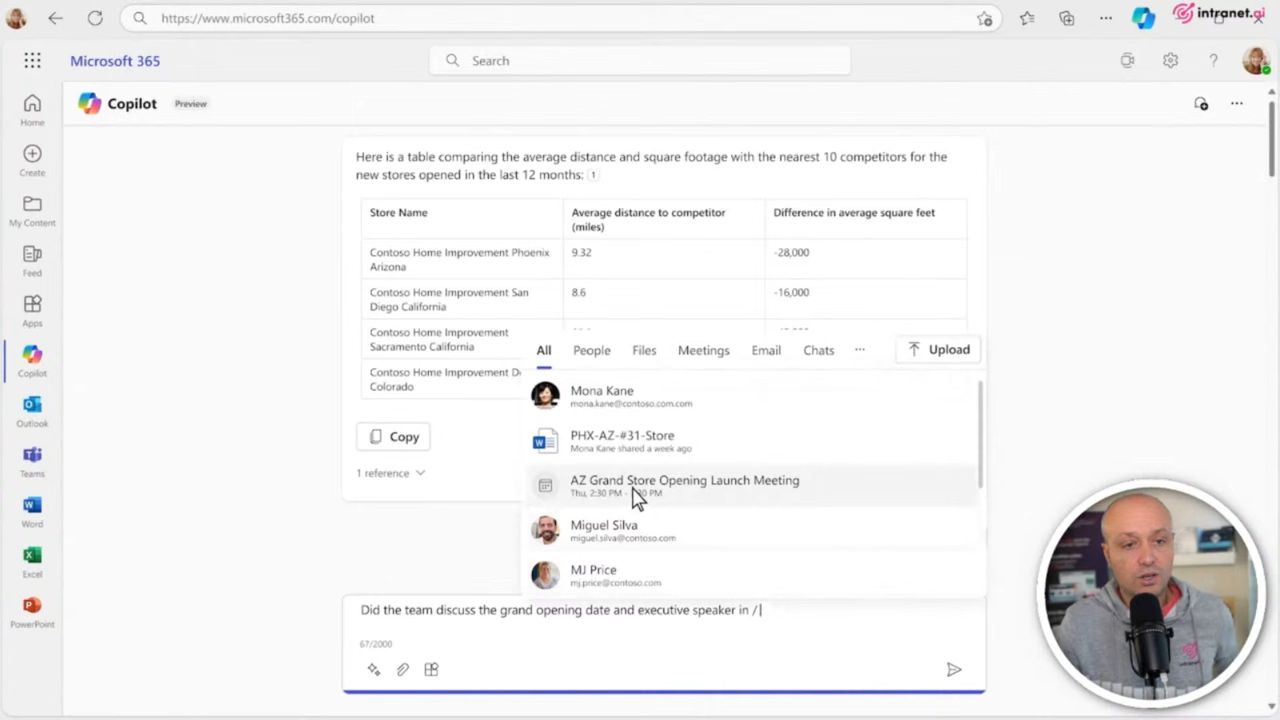 https://www.microsoft365.com/copilot
intranet.ai
Microsoft 365
Search
Home
Create
My Content
Feed
Apps
Copilot
Outlook
Teams
Word
Excel
PowerPoint
Copilot Preview
Here is a table comparing the average distance and square footage with the nearest 10 competitors for the
new stores opened in the last 12 months: 1
Store Name
Average distance to competitor
(miles)
Difference in average square feet
Contoso Home Improvement Phoenix
Arizona
9.32
-28,000
Contoso Home Improvement San
Diego California
8.6
-16,000
Contoso Home Improvement
Sacramento California
Contoso Home Improvement
Colorado
Copy
1 reference
All People Files Meetings Email Chats ... Upload
Mona Kane
mona.kane@contoso.com.com
PHX-AZ-#31-Store
Mona Kane shared a week ago
AZ Grand Store Opening Launch Meeting
Thu, 2:30 PM - PM
Miguel Silva
miguel.silva@contoso.com
MJ Price
mj.price@contoso.com
Did the team discuss the grand opening date and executive speaker in /
67/2000